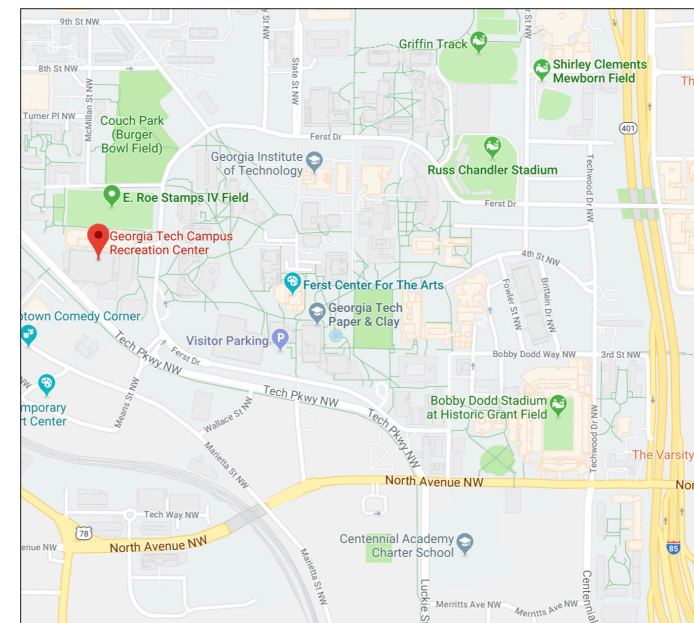 9th St NW
8th St NW
Turner Pl NW
McMillan St NW
Couch Park
(Burger
Bowl Field)
State St NW
Griffin Track
Shirley Clements
Mewborn Field
Th
401
Ferst Dr
Georgia Institute
of Technology
Russ Chandler Stadium
Techwood Dr NW
E. Roe Stamps IV Field
Ferst Dr
Georgia Tech Campus
Recreation Center
4th St NW
Ferst Center For The Arts
Georgia Tech
Paper & Clay
Fowler St NW
Brittain Dr NW
ptown Comedy Corner
Visitor Parking
P
Tech Pkwy NW
Ferst Dr
Bobby Dodd Way NW
3rd St NW
mporary
rt Center
Means St NW
Tech Pkwy NW
Wallace St NW
Tech Pkwy NW
Bobby Dodd Stadium
at Historic Grant Field
Techwood Dr NW
Marietta St NW
The Varsity
North Avenue NW
Nor
Tech Way NW
78
enue NW
North Avenue NW
Centennial Academy
Charter School
85
Marietta St NW
Luckie S
Centennial
Merritts Ave NW
Merritts Ave NW